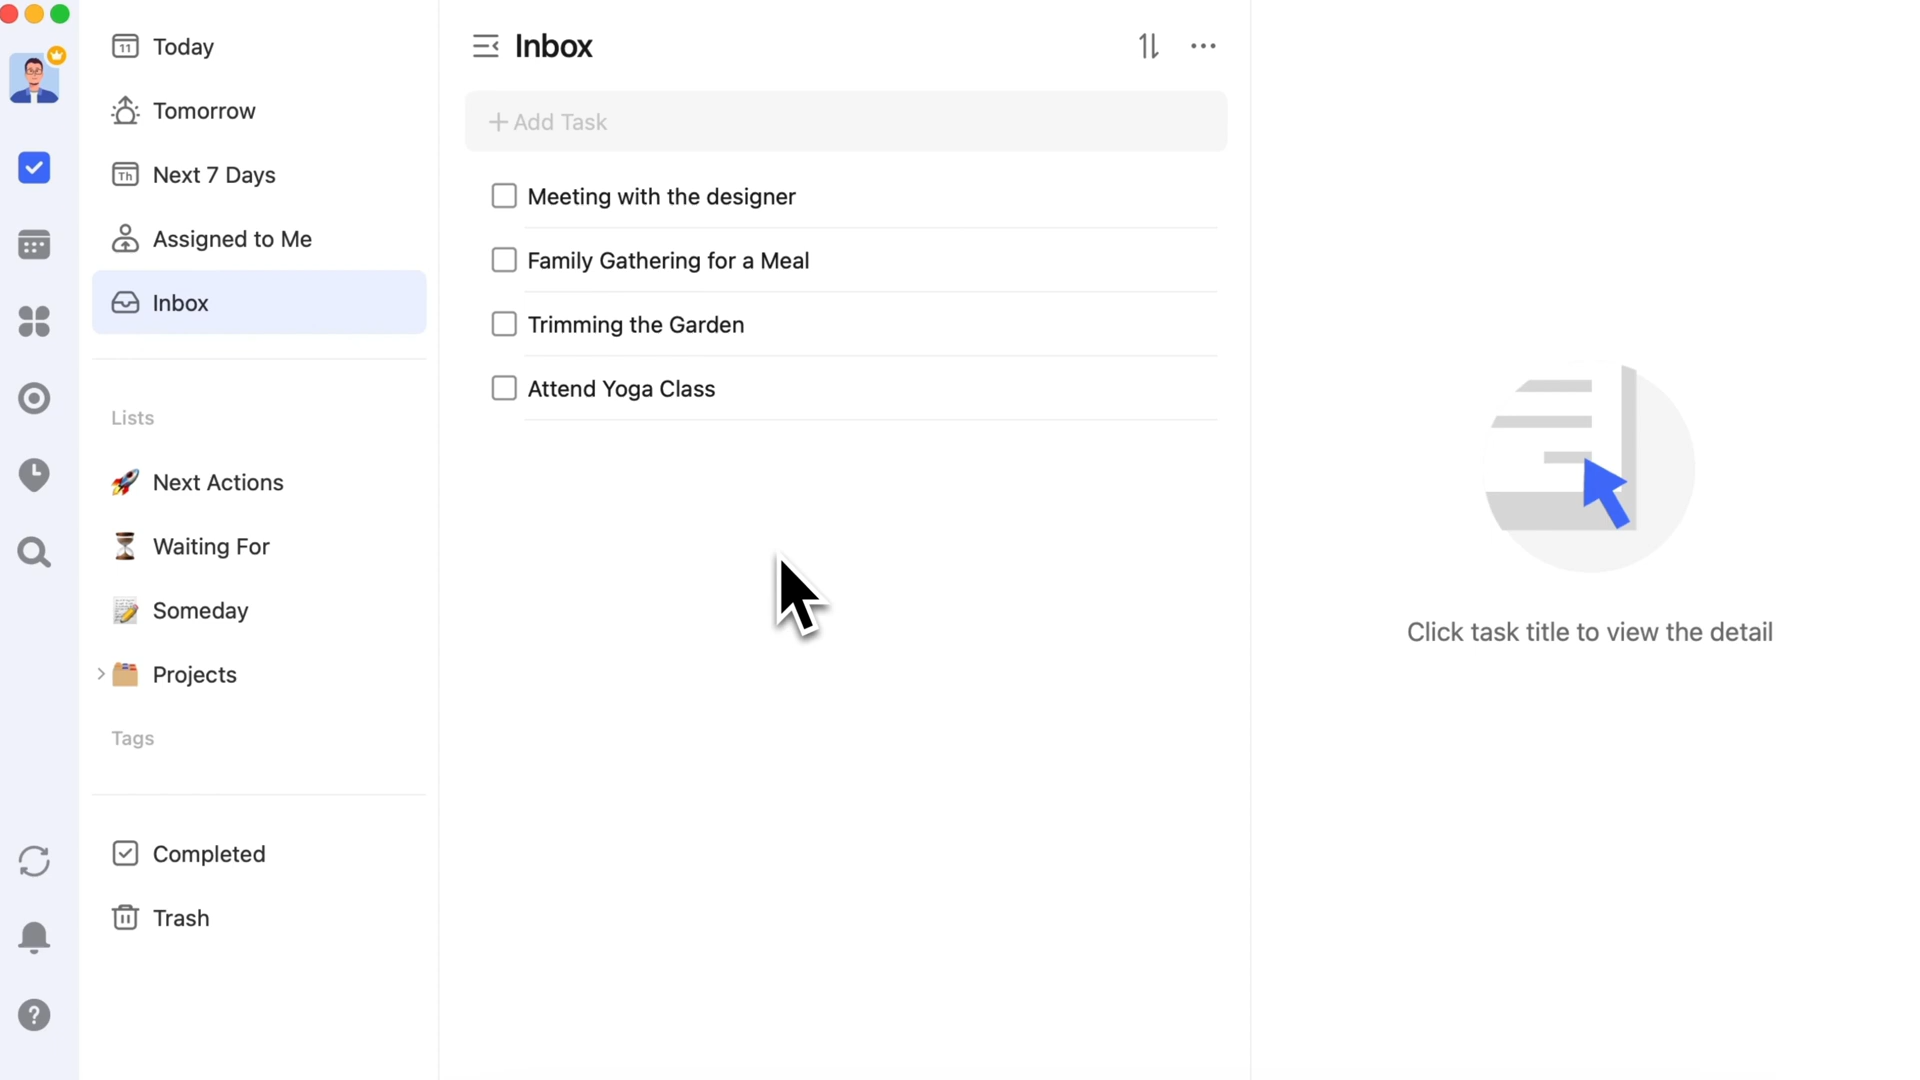 11 Today
Tomorrow
Th Next 7 Days
Assigned to Me
Inbox
Lists
Next Actions
Waiting For
Someday
Projects
Tags
Completed
Trash
Inbox
+ Add Task
Meeting with the designer
Family Gathering for a Meal
Trimming the Garden
Attend Yoga Class
Click task title to view the detail